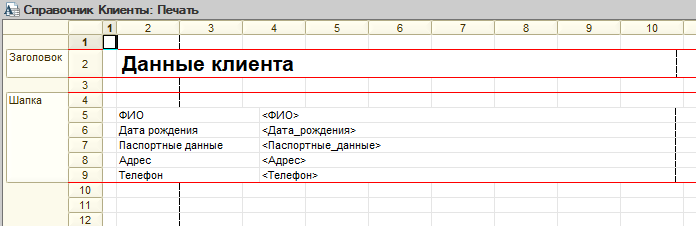 Справочник Клиенты: Печать
1 2 3 4 5 6 7 8 9 10
1
Заголовок 2 Данные клиента
3
Шапка 4
5 ФИО <ФИО>
6 Дата рождения <Дата_рождения>
7 Паспортные данные <Паспортные_данные>
8 Адрес <Адрес>
9 Телефон <Телефон>
10
11
12